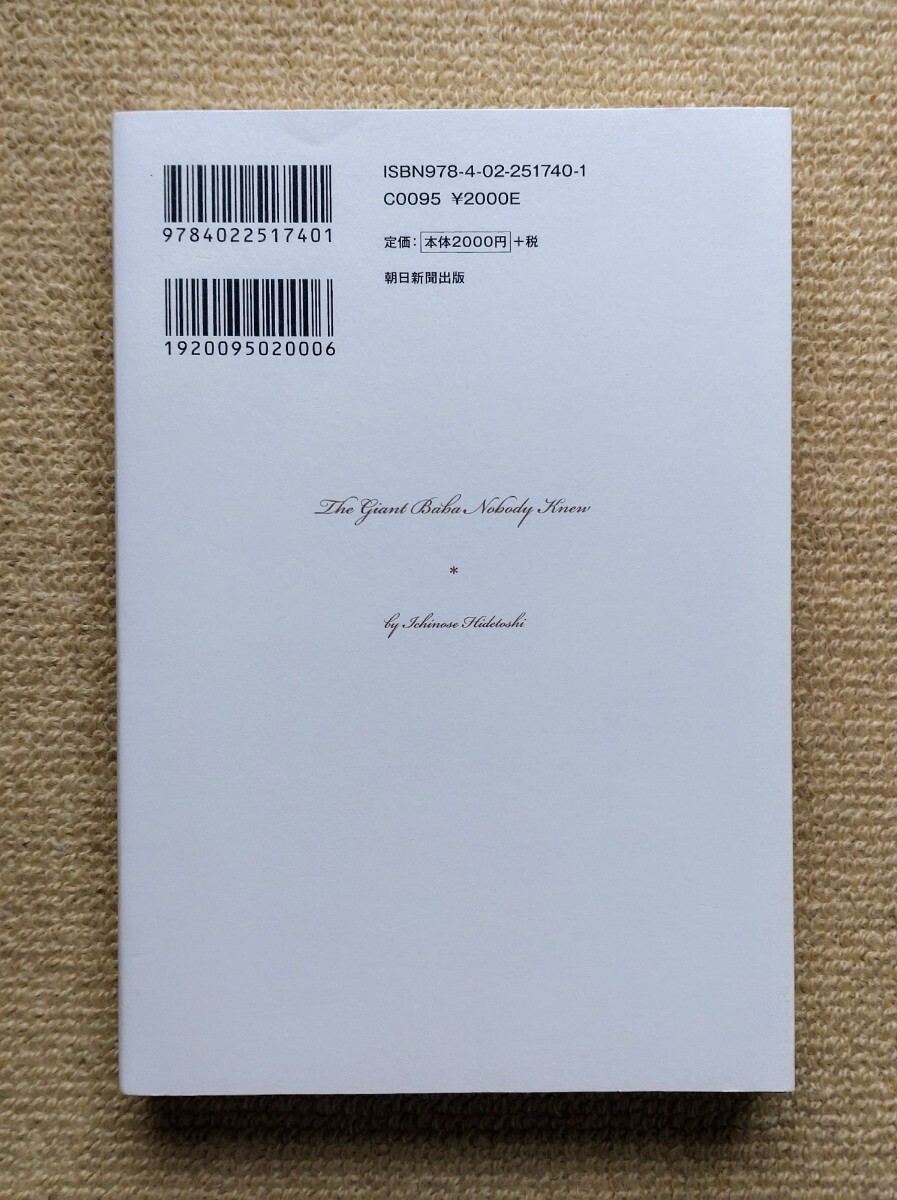 ISBN978-4-02-251740-1
C0095 ¥2000E
9784022517401
定価：本体2000円+税
朝日新聞出版
1920095020006
The Giant Baba Nobody Knew
*
by Ichinose Hidetoshi